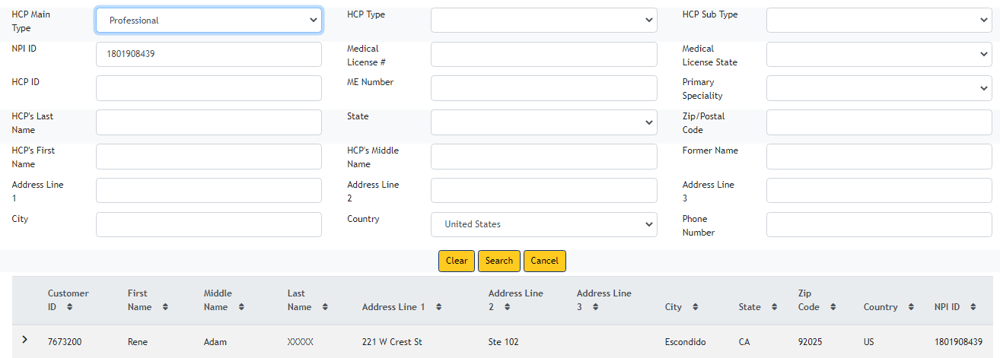 HCP Main Type Professional HCP Type HCP Sub Type
NPI ID 1801908439 Medical License # Medical License State
HCP ID ME Number Primary Speciality
HCP's Last Name State Zip/Postal Code
HCP's First Name HCP's Middle Name Former Name
Address Line 1 Address Line 2 Address Line 3
City Country United States Phone Number
Clear Search Cancel
Customer ID First Name Middle Name Last Name Address Line 1 Address Line 2 Address Line 3 City State Zip Code Country NPI ID
7673200 Rene Adam XXXXX 221 W Crest St Ste 102 Escondido CA 92025 US 1801908439